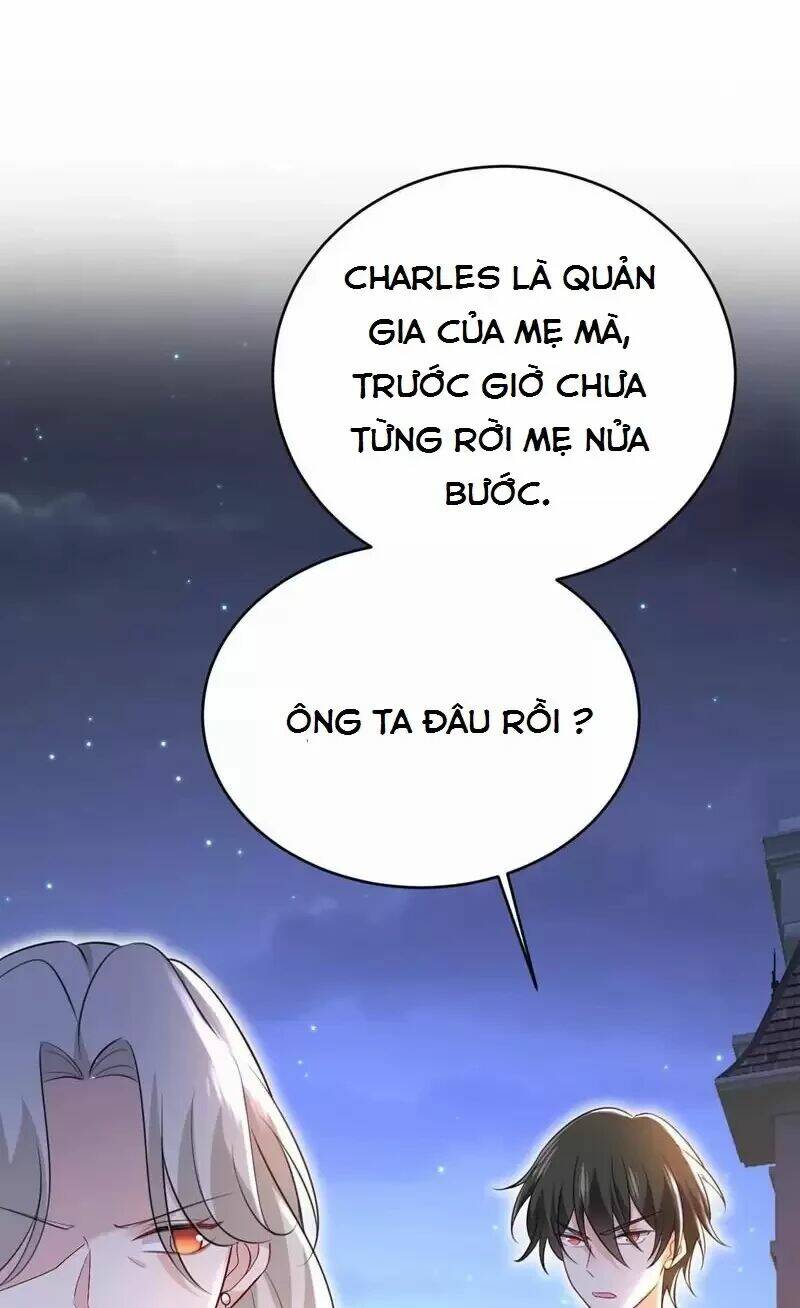 CHARLES LÀ QUẢN
GIA CỦA MẸ MÀ,
TRƯỚC GIỜ CHƯA
TỪNG RỜI MẸ NỬA
BƯỚC.
ÔNG TA ĐÂU RỒI ?